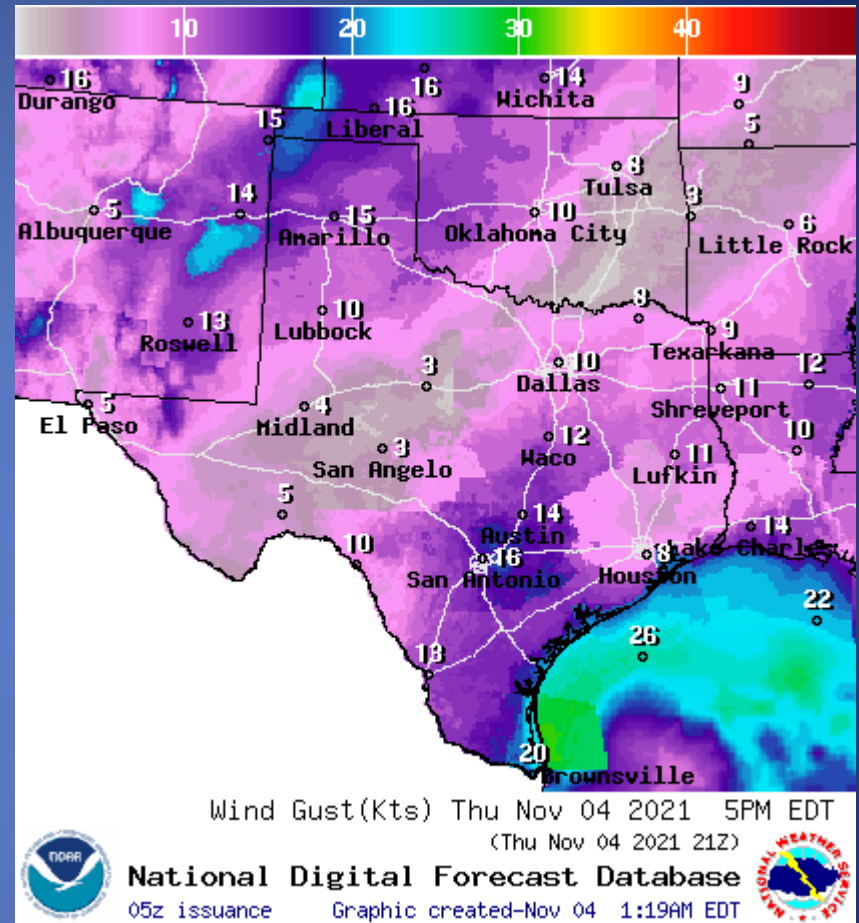 10 20 30 40
16
Durango
16
16
Liberal
14
Wichita
9
5
15
8
Tulsa
5
Albuquerque
14
15
Amarillo
10
Oklahoma City
3
6
Little Rock
13
Roswell
10
Lubbock
8
9
Texarkana
3
10
Dallas
11
Shreveport
12
5
El Paso
4
Midland
3
San Angelo
12
Waco
11
Lufkin
10
5
14
Austin
14
Lake Charl
10
16
San Antonio
8
Houston
22
26
13
20
Brownsville
Wind Gust(Kts) Thu Nov 04 2021 5PM EDT
(Thu Nov 04 2021 21Z)
NOAA
NATIONAL WEATHER SERVICE
National Digital Forecast Database
05z issuance Graphic created-Nov 04 1:19AM EDT